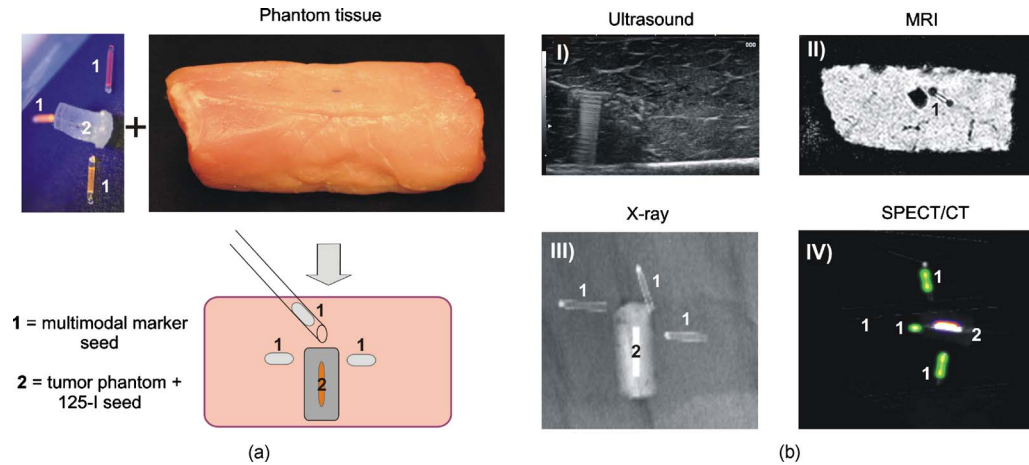 Phantom tissue
1
1
2
1
+
1
1
1
2
1 = multimodal marker
seed
2 = tumor phantom +
125-I seed
(a)
Ultrasound
I)
MRI
II)
1
X-ray
III)
1
1
1
2
SPECT/CT
IV)
1
1
1
2
1
(b)